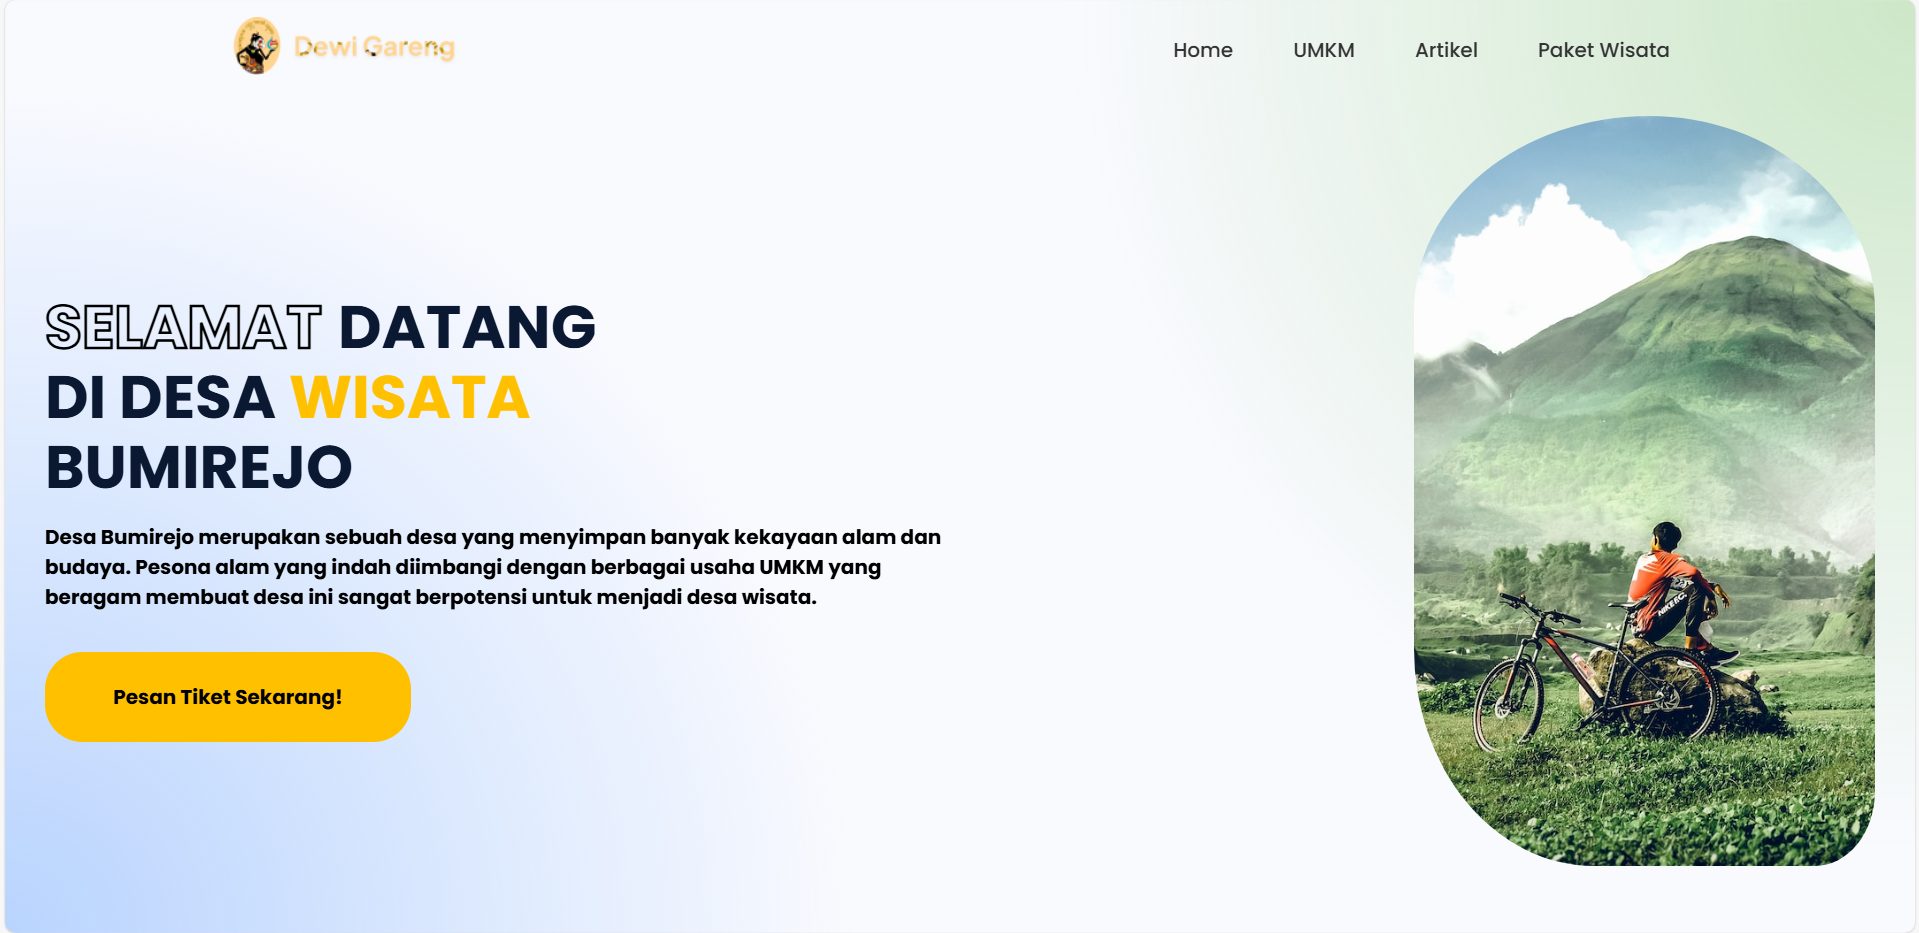 Dewi Gareng
Home
UMKM
Artikel
Paket Wisata
SELAMAT DATANG
DI DESA WISATA
BUMIREJO
Desa Bumirejo merupakan sebuah desa yang menyimpan banyak kekayaan alam dan
budaya. Pesona alam yang indah diimbangi dengan berbagai usaha UMKM yang
beragam membuat desa ini sangat berpotensi untuk menjadi desa wisata.
Pesan Tiket Sekarang!